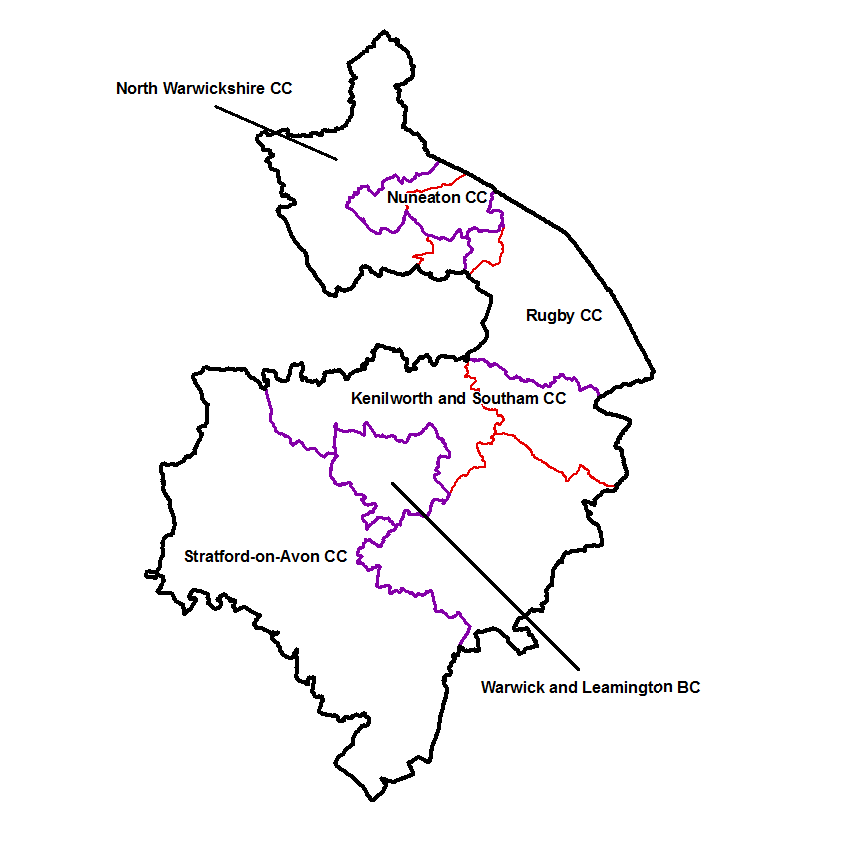 North Warwickshire CC
Nuneaton CC
Rugby CC
Kenilworth and Southam CC
Stratford-on-Avon CC
Warwick and Leamington BC